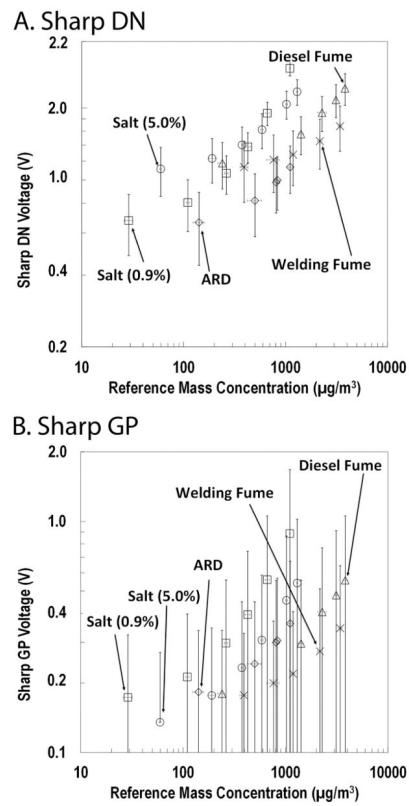 A. Sharp DN
2.2
2.0
1.0
0.4
0.2
Sharp DN Voltage (V)
Diesel Fume
Salt (5.0%)
Salt (0.9%)
ARD
Welding Fume
10 100 1000 10000
Reference Mass Concentration (µg/m³)
B. Sharp GP
2.0
1.0
0.4
0.2
0.1
Sharp GP Voltage (V)
Diesel Fume
Welding Fume
ARD
Salt (5.0%)
Salt (0.9%)
10 100 1000 10000
Reference Mass Concentration (µg/m³)